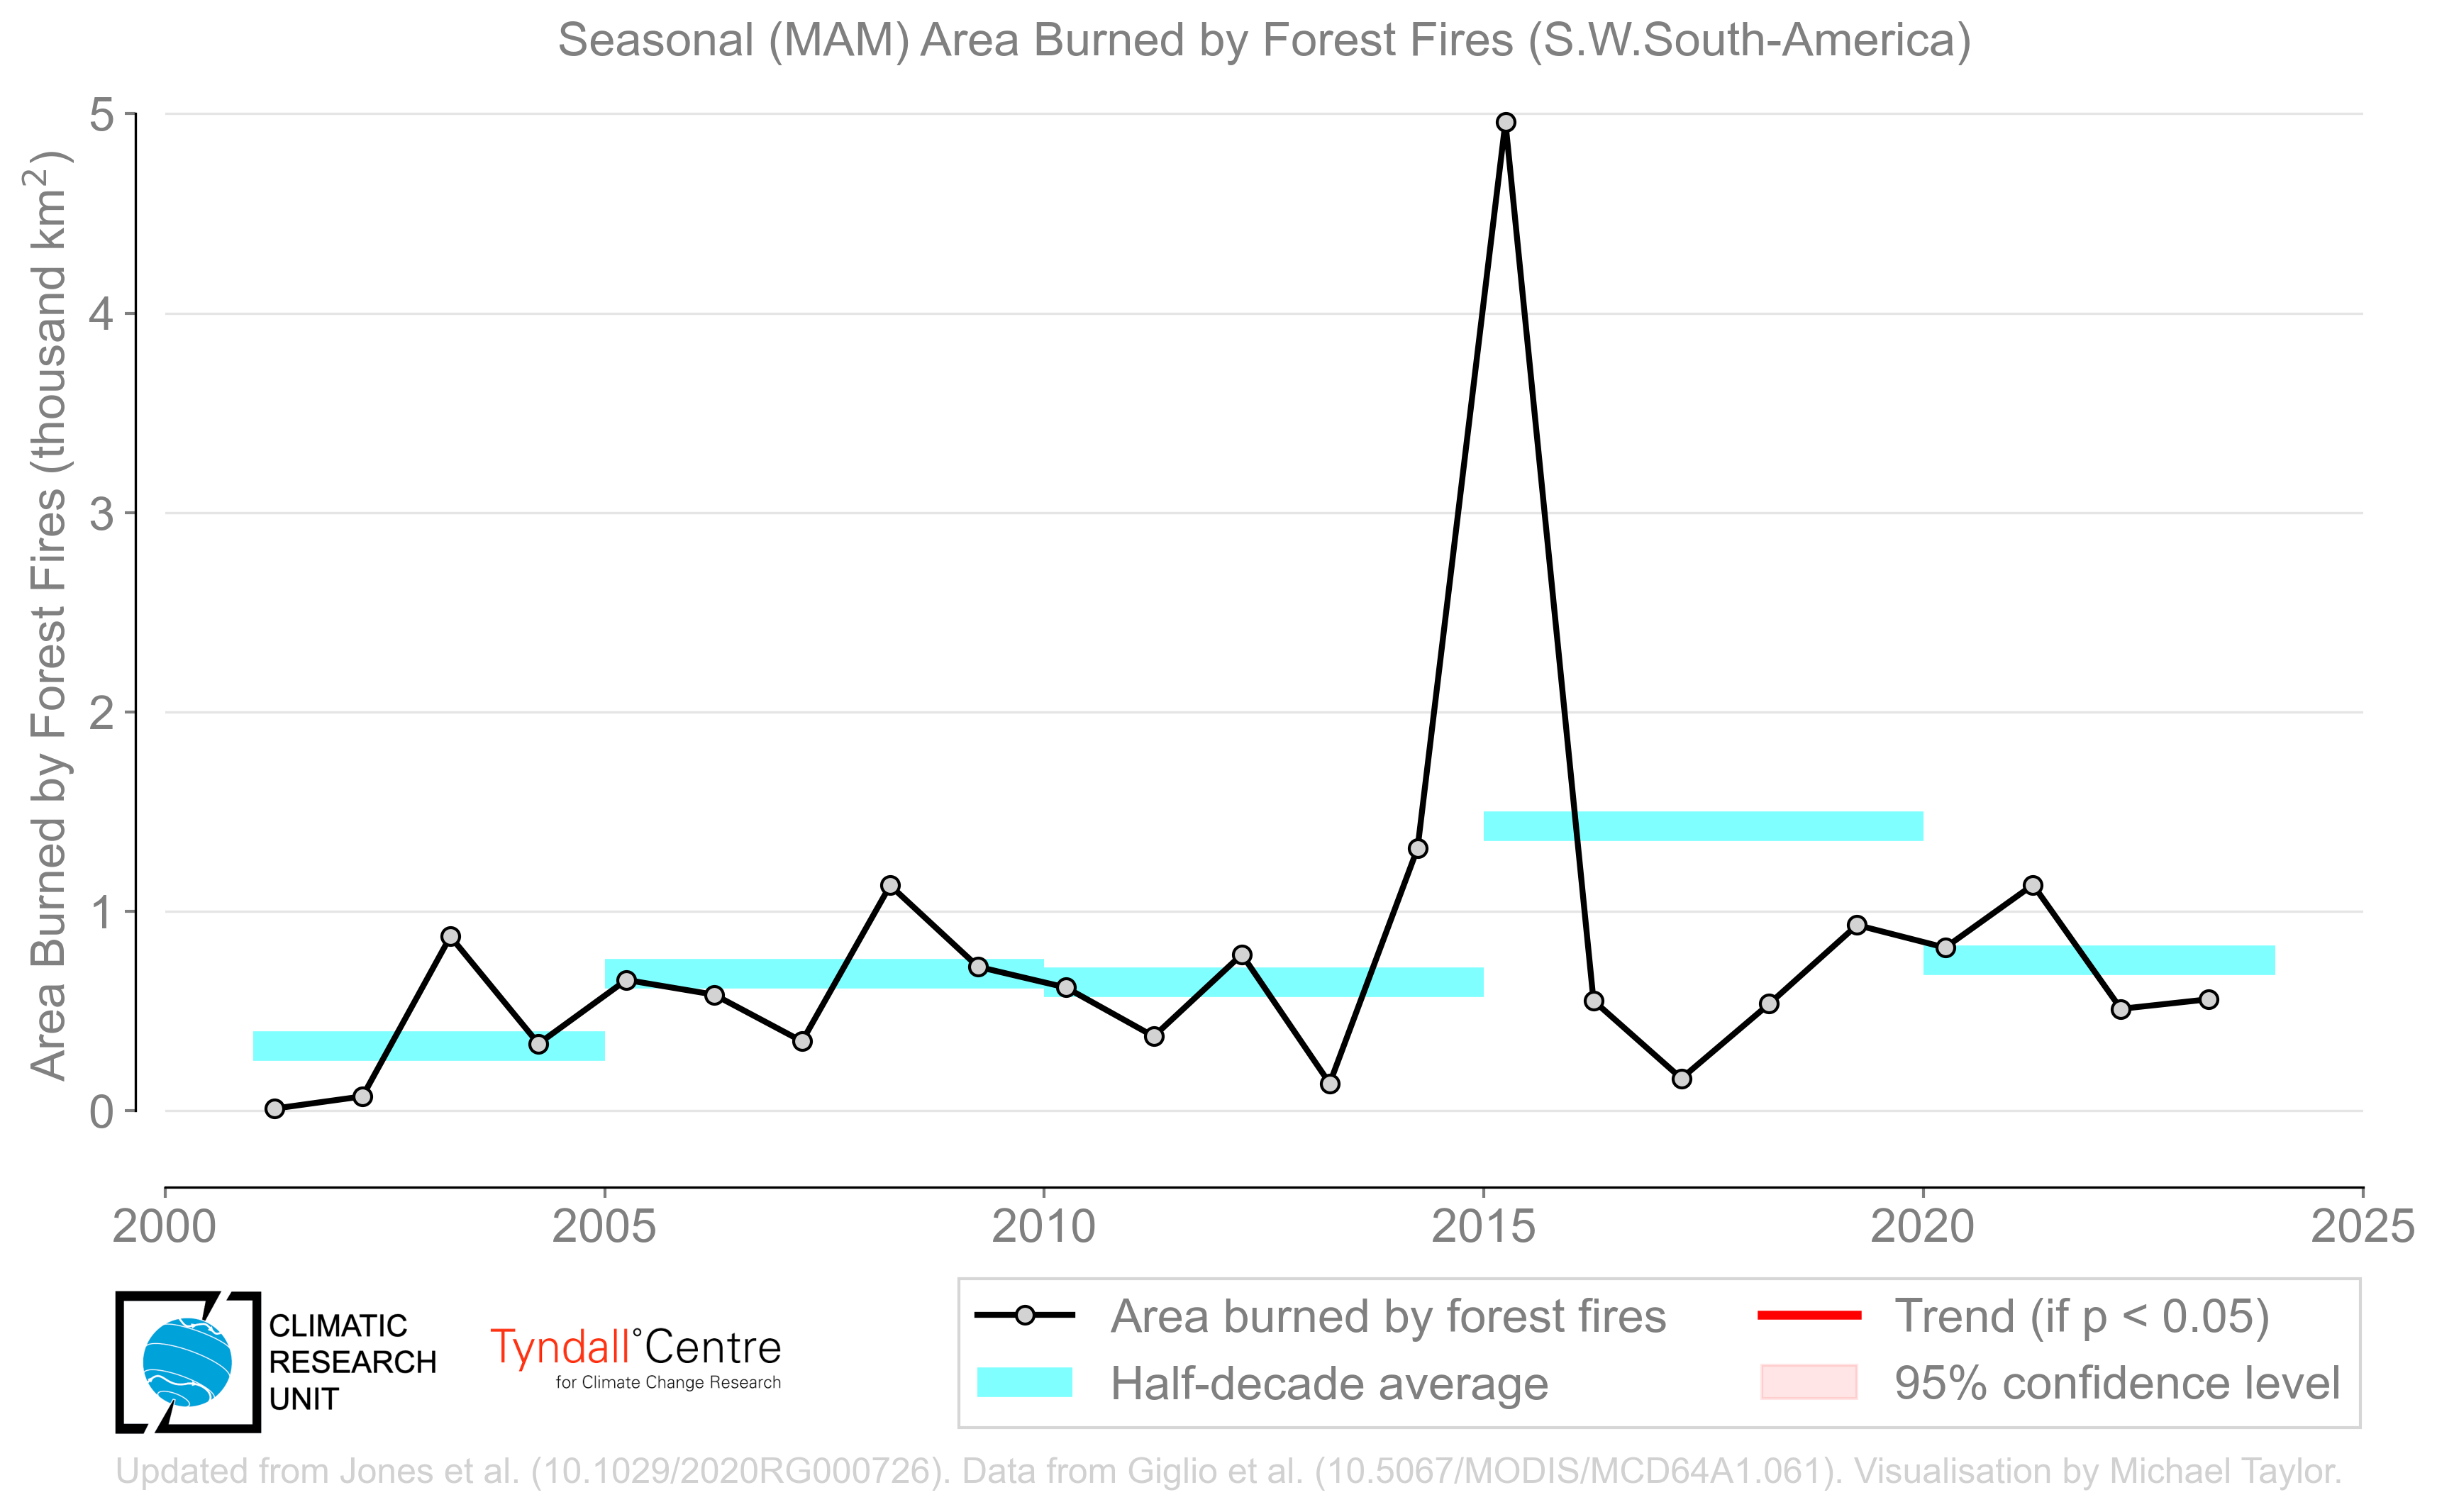 Seasonal (MAM) Area Burned by Forest Fires (S.W.South-America)
Area Burned by Forest Fires (thousand km²)
5
4
3
2
1
0
2000 2005 2010 2015 2020 2025
CLIMATIC
RESEARCH
UNIT
Tyndall°Centre
for Climate Change Research
Area burned by forest fires
Half-decade average
Trend (if p < 0.05)
95% confidence level
Updated from Jones et al. (10.1029/2020RG000726). Data from Giglio et al. (10.5067/MODIS/MCD64A1.061). Visualisation by Michael Taylor.